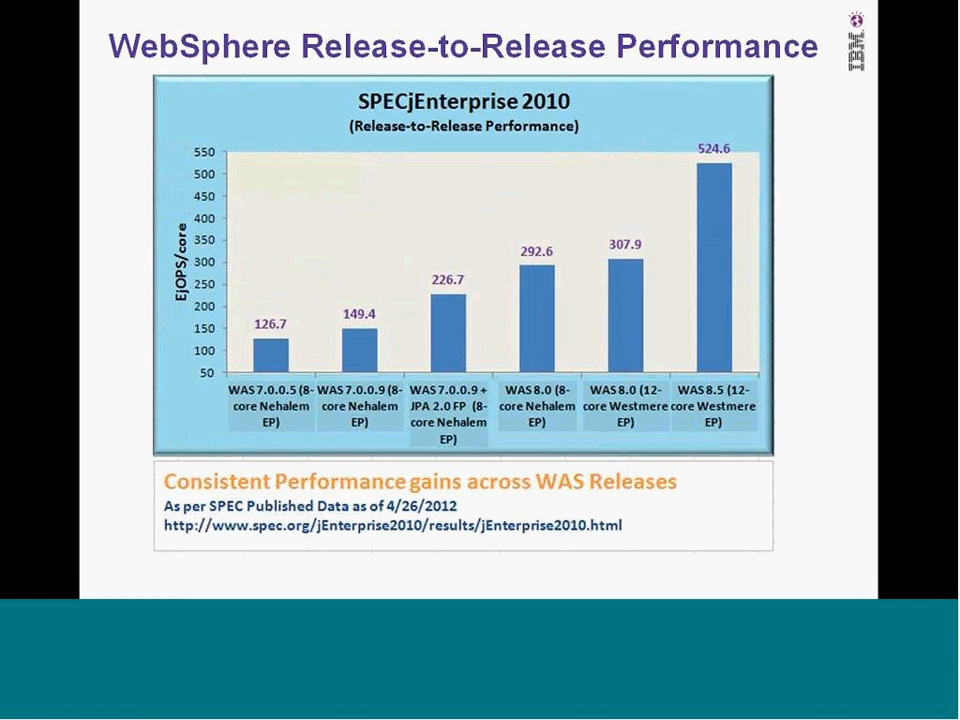 WebSphere Release-to-Release Performance
IBM
SPECjEnterprise 2010
(Release-to-Release Performance)
EjOPS/core
550
500
450
400
350
300
250
200
150
100
50
126.7
149.4
226.7
292.6
307.9
524.6
WAS 7.0.0.5 (8-
core Nehalem
EP)
WAS 7.0.0.9 (8-
core Nehalem
EP)
WAS 7.0.0.9 +
JPA 2.0 FP (8-
core Nehalem
EP)
WAS 8.0 (8-
core Nehalem
EP)
WAS 8.0 (12-
core Westmere
EP)
WAS 8.5 (12-
core Westmere
EP)
Consistent Performance gains across WAS Releases
As per SPEC Published Data as of 4/26/2012
http://www.spec.org/jEnterprise2010/results/jEnterprise2010.html